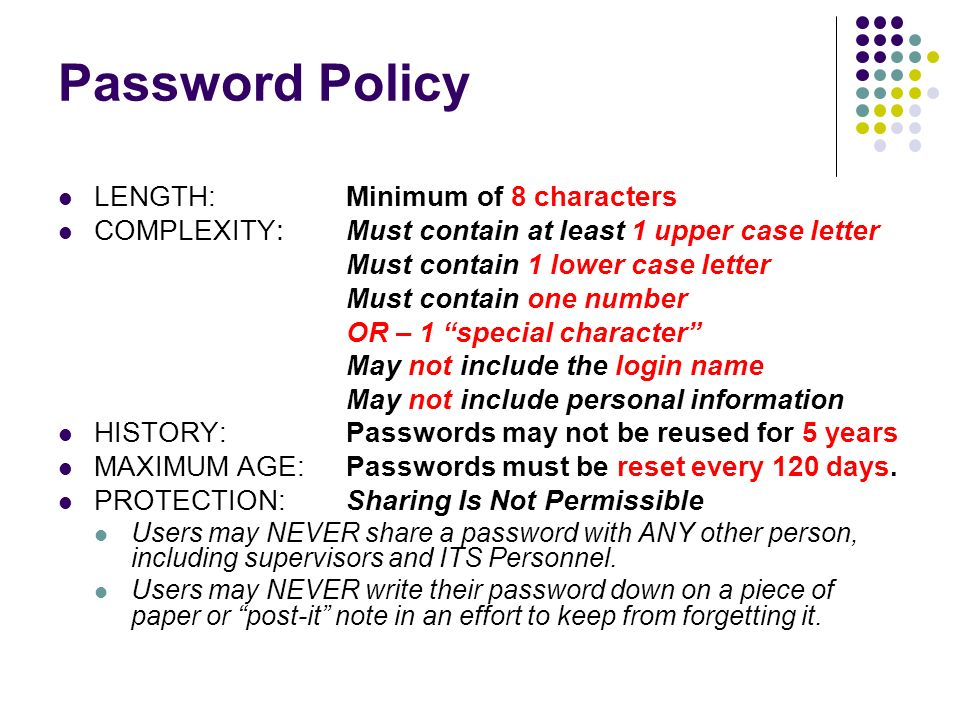 Password Policy
LENGTH: Minimum of 8 characters
COMPLEXITY: Must contain at least 1 upper case letter
Must contain 1 lower case letter
Must contain one number
OR – 1 “special character”
May not include the login name
May not include personal information
HISTORY: Passwords may not be reused for 5 years
MAXIMUM AGE: Passwords must be reset every 120 days.
PROTECTION: Sharing Is Not Permissible
Users may NEVER share a password with ANY other person,
including supervisors and ITS Personnel.
Users may NEVER write their password down on a piece of
paper or “post-it” note in an effort to keep from forgetting it.